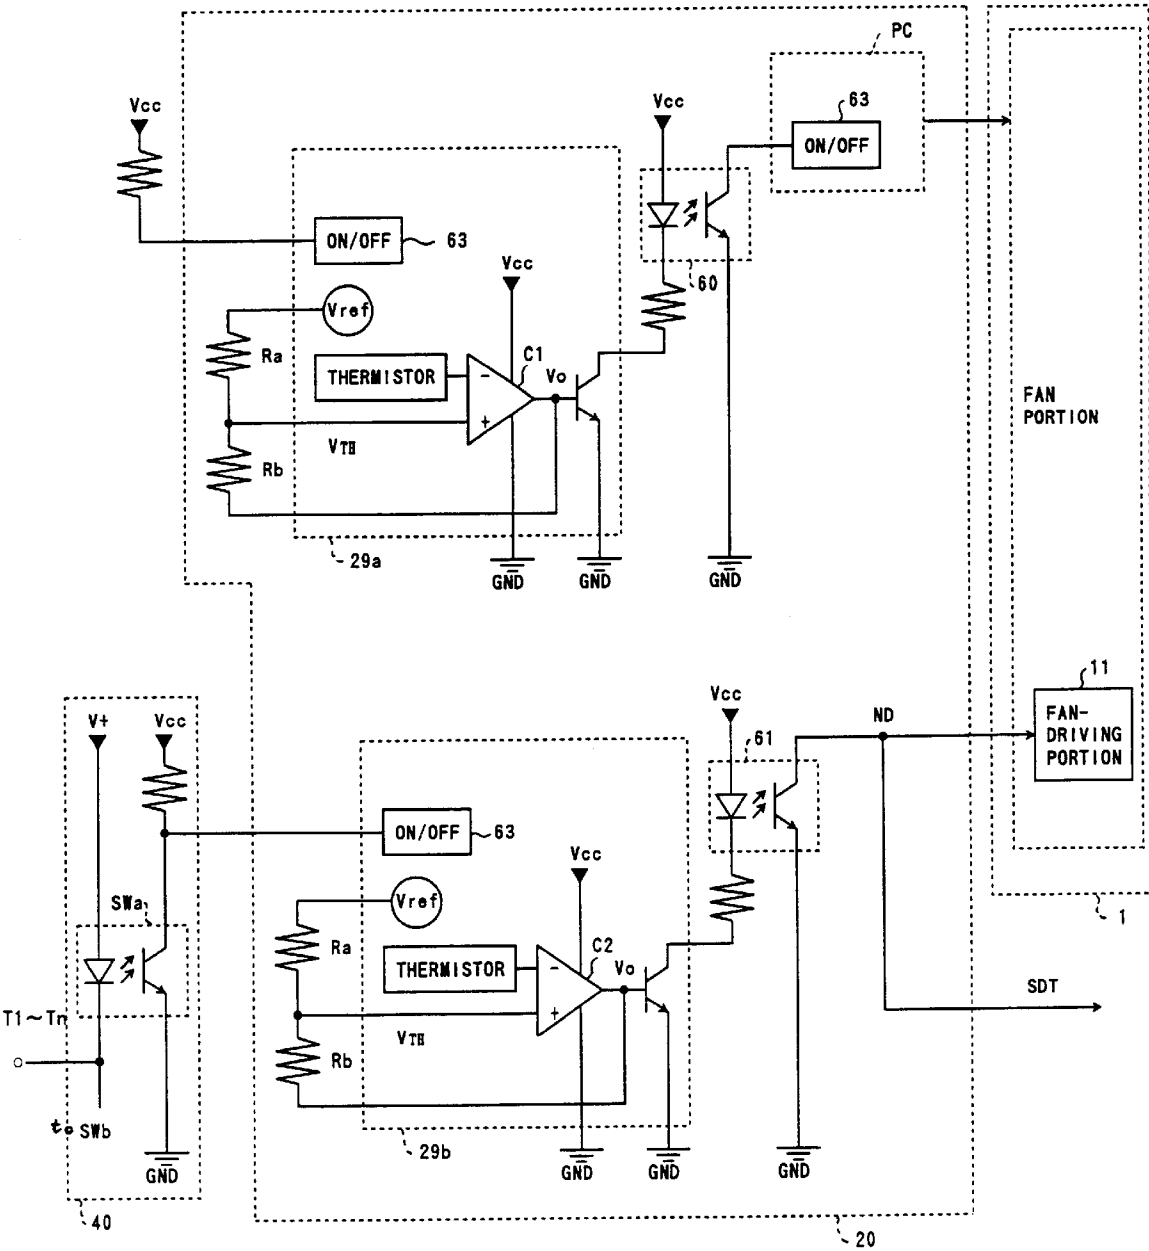 PC
Vcc
Vcc
63
ON/OFF
ON/OFF
63
60
Vcc
Vref
Ra
THERMISTOR
-
C1
Vo
+
VTH
Rb
FAN
PORTION
29a
GND
GND
GND
11
FAN-
DRIVING
PORTION
V+
Vcc
Vcc
61
ND
ON/OFF
63
Vcc
Vref
SWa
1
Ra
THERMISTOR
-
C2
Vo
+
VTH
Rb
SDT
T1~Tn
to SWb
GND
29b
GND
GND
GND
40
20